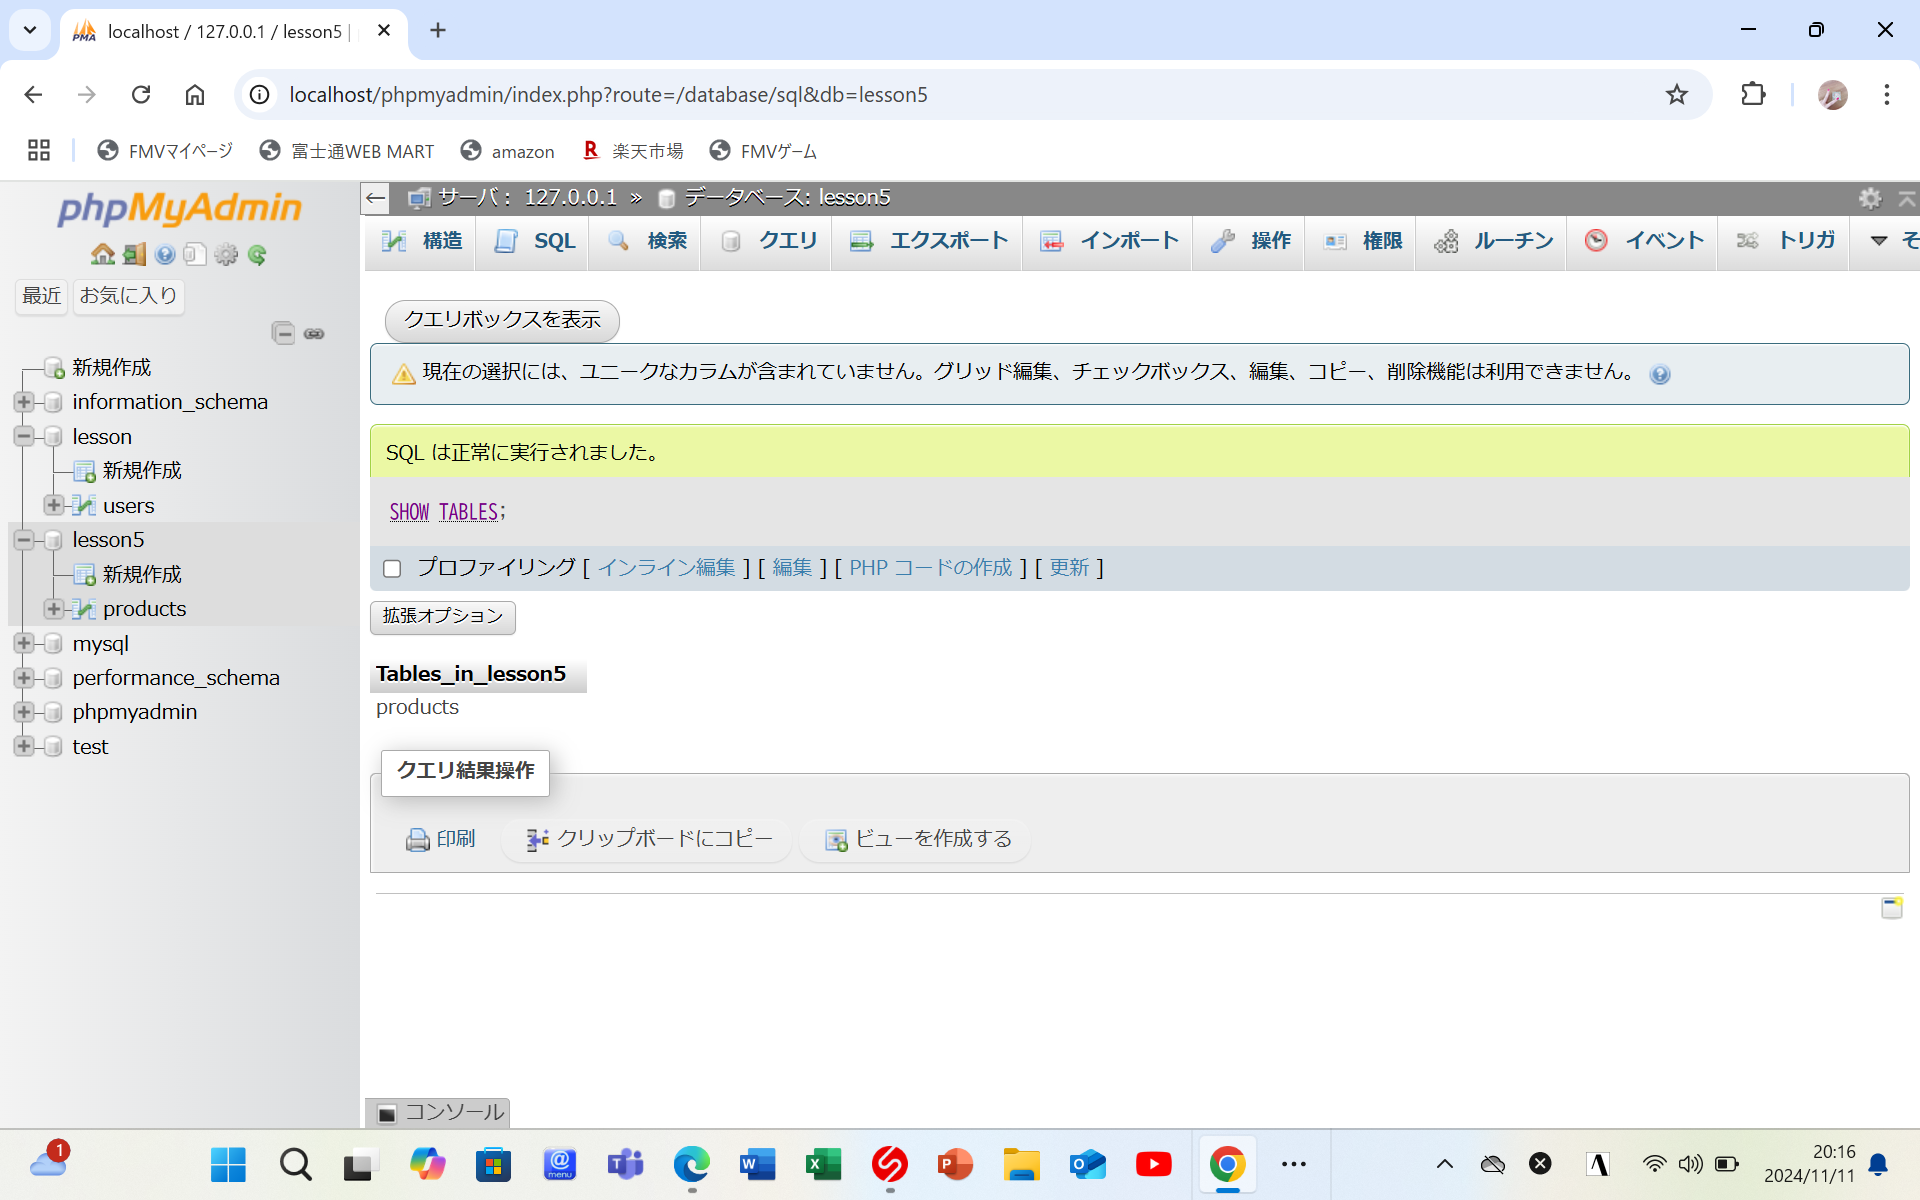 localhost / 127.0.0.1 / lesson5 |
localhost/phpmyadmin/index.php?route=/database/sql&db=lesson5
FMVマイページ
富士通WEB MART
amazon
R 楽天市場
FMVゲーム
phpMyAdmin
最近
お気に入り
新規作成
information_schema
lesson
新規作成
users
lesson5
新規作成
products
mysql
performance_schema
phpmyadmin
test
サーバ: 127.0.0.1 » データベース: lesson5
構造
SQL
検索
クエリ
エクスポート
インポート
操作
権限
ルーチン
イベント
トリガ
そ
クエリボックスを表示
現在の選択には、ユニークなカラムが含まれていません。グリッド編集、チェックボックス、編集、コピー、削除機能は利用できません。
SQL は正常に実行されました。
SHOW TABLES;
プロファイリング [ インライン編集 ] [ 編集 ] [ PHP コードの作成 ] [ 更新 ]
拡張オプション
Tables_in_lesson5
products
クエリ結果操作
印刷
クリップボードにコピー
ビューを作成する
コンソール
1
@ menu
20:16
2024/11/11